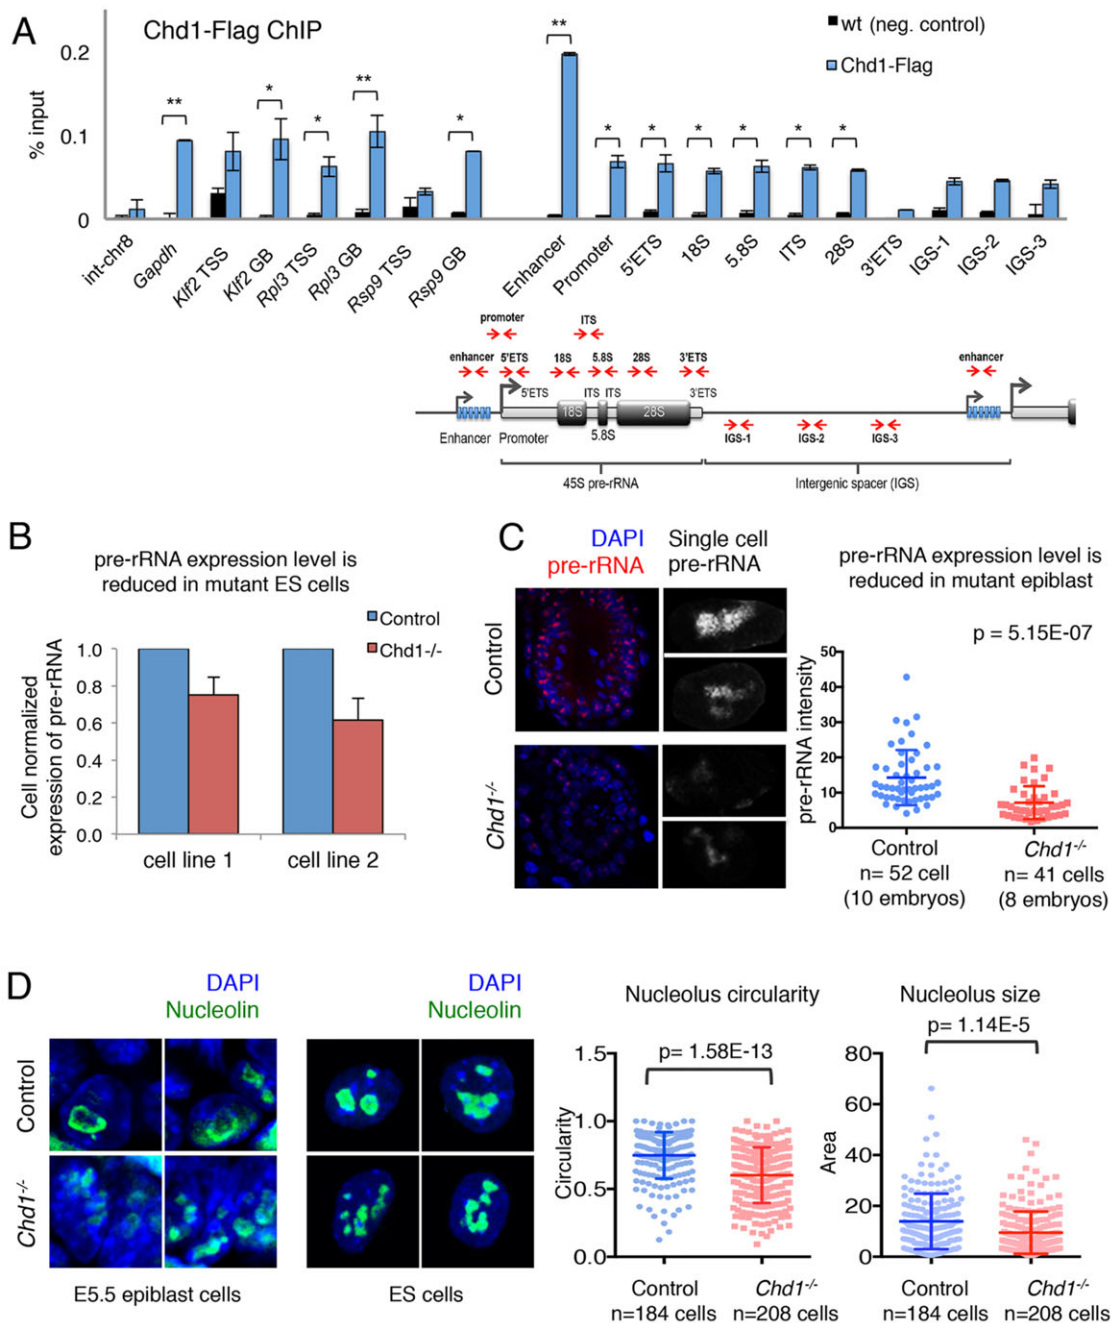 A
Chd1-Flag ChIP
wt (neg. control)
Chd1-Flag
% input
0.2
0.1
0
** * * ** * ** * * * * * *
int-chr8 Gapdh Klf2 TSS Klf2 GB Rpl3 TSS Rpl3 GB Rsp9 TSS Rsp9 GB Enhancer Promoter 5'ETS 18S 5.8S ITS 28S 3'ETS IGS-1 IGS-2 IGS-3
promoter ITS
enhancer 5'ETS 18S 5.8S 28S 3'ETS enhancer
5'ETS ITS ITS 3'ETS
18S 28S
Enhancer Promoter 5.8S IGS-1 IGS-2 IGS-3
45S pre-rRNA Intergenic spacer (IGS)
B
pre-rRNA expression level is
reduced in mutant ES cells
Control
Chd1-/-
Cell normalized
expression of pre-rRNA
1.0
0.8
0.6
0.4
0.2
0.0
cell line 1 cell line 2
C
DAPI
pre-rRNA
Single cell
pre-rRNA
Control
Chd1-/-
pre-rRNA expression level is
reduced in mutant epiblast
p = 5.15E-07
pre-rRNA intensity
50
40
30
20
10
0
Control Chd1-/-
n= 52 cell n= 41 cells
(10 embryos) (8 embryos)
D
DAPI
Nucleolin
DAPI
Nucleolin
Control
Chd1-/-
E5.5 epiblast cells ES cells
Nucleolus circularity
p= 1.58E-13
Circularity
1.5
1.0
0.5
0.0
Control Chd1-/-
n=184 cells n=208 cells
Nucleolus size
p= 1.14E-5
Area
80
60
40
20
0
Control Chd1-/-
n=184 cells n=208 cells